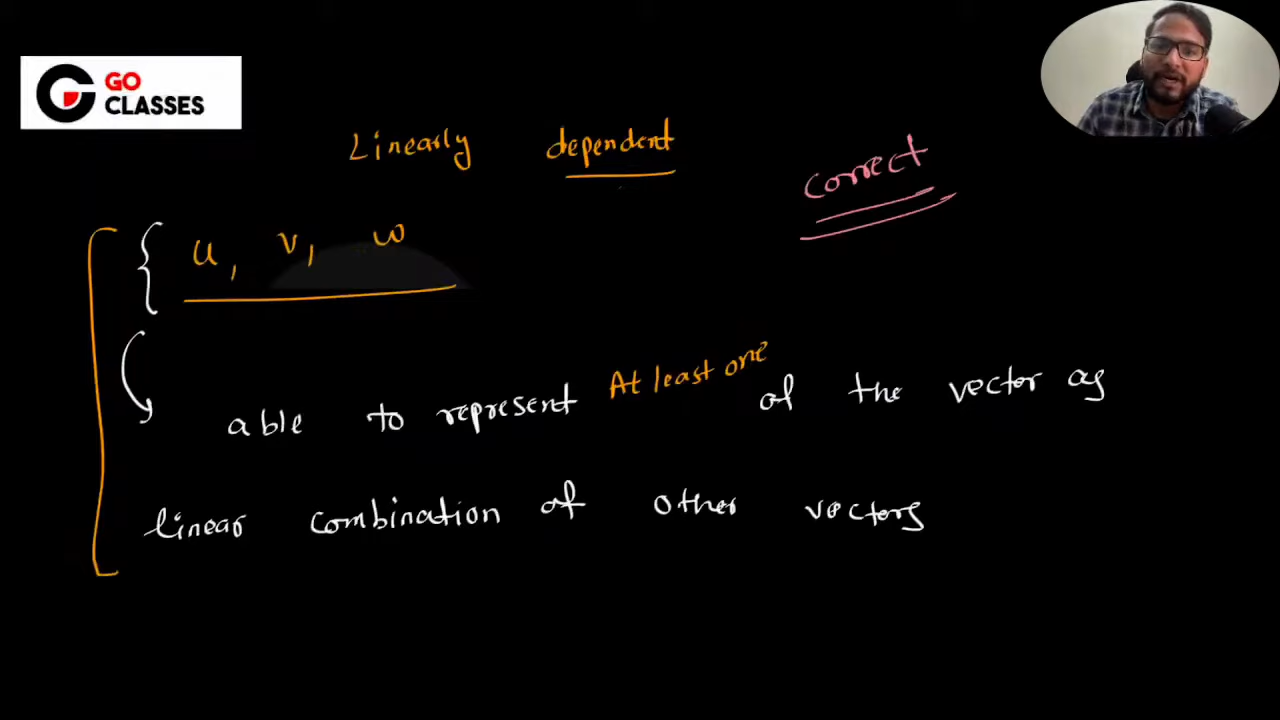 GO
CLASSES
Linearly dependent
correct
{ u, v, w
able to represent At least one of the vector as
linear combination of other vectors